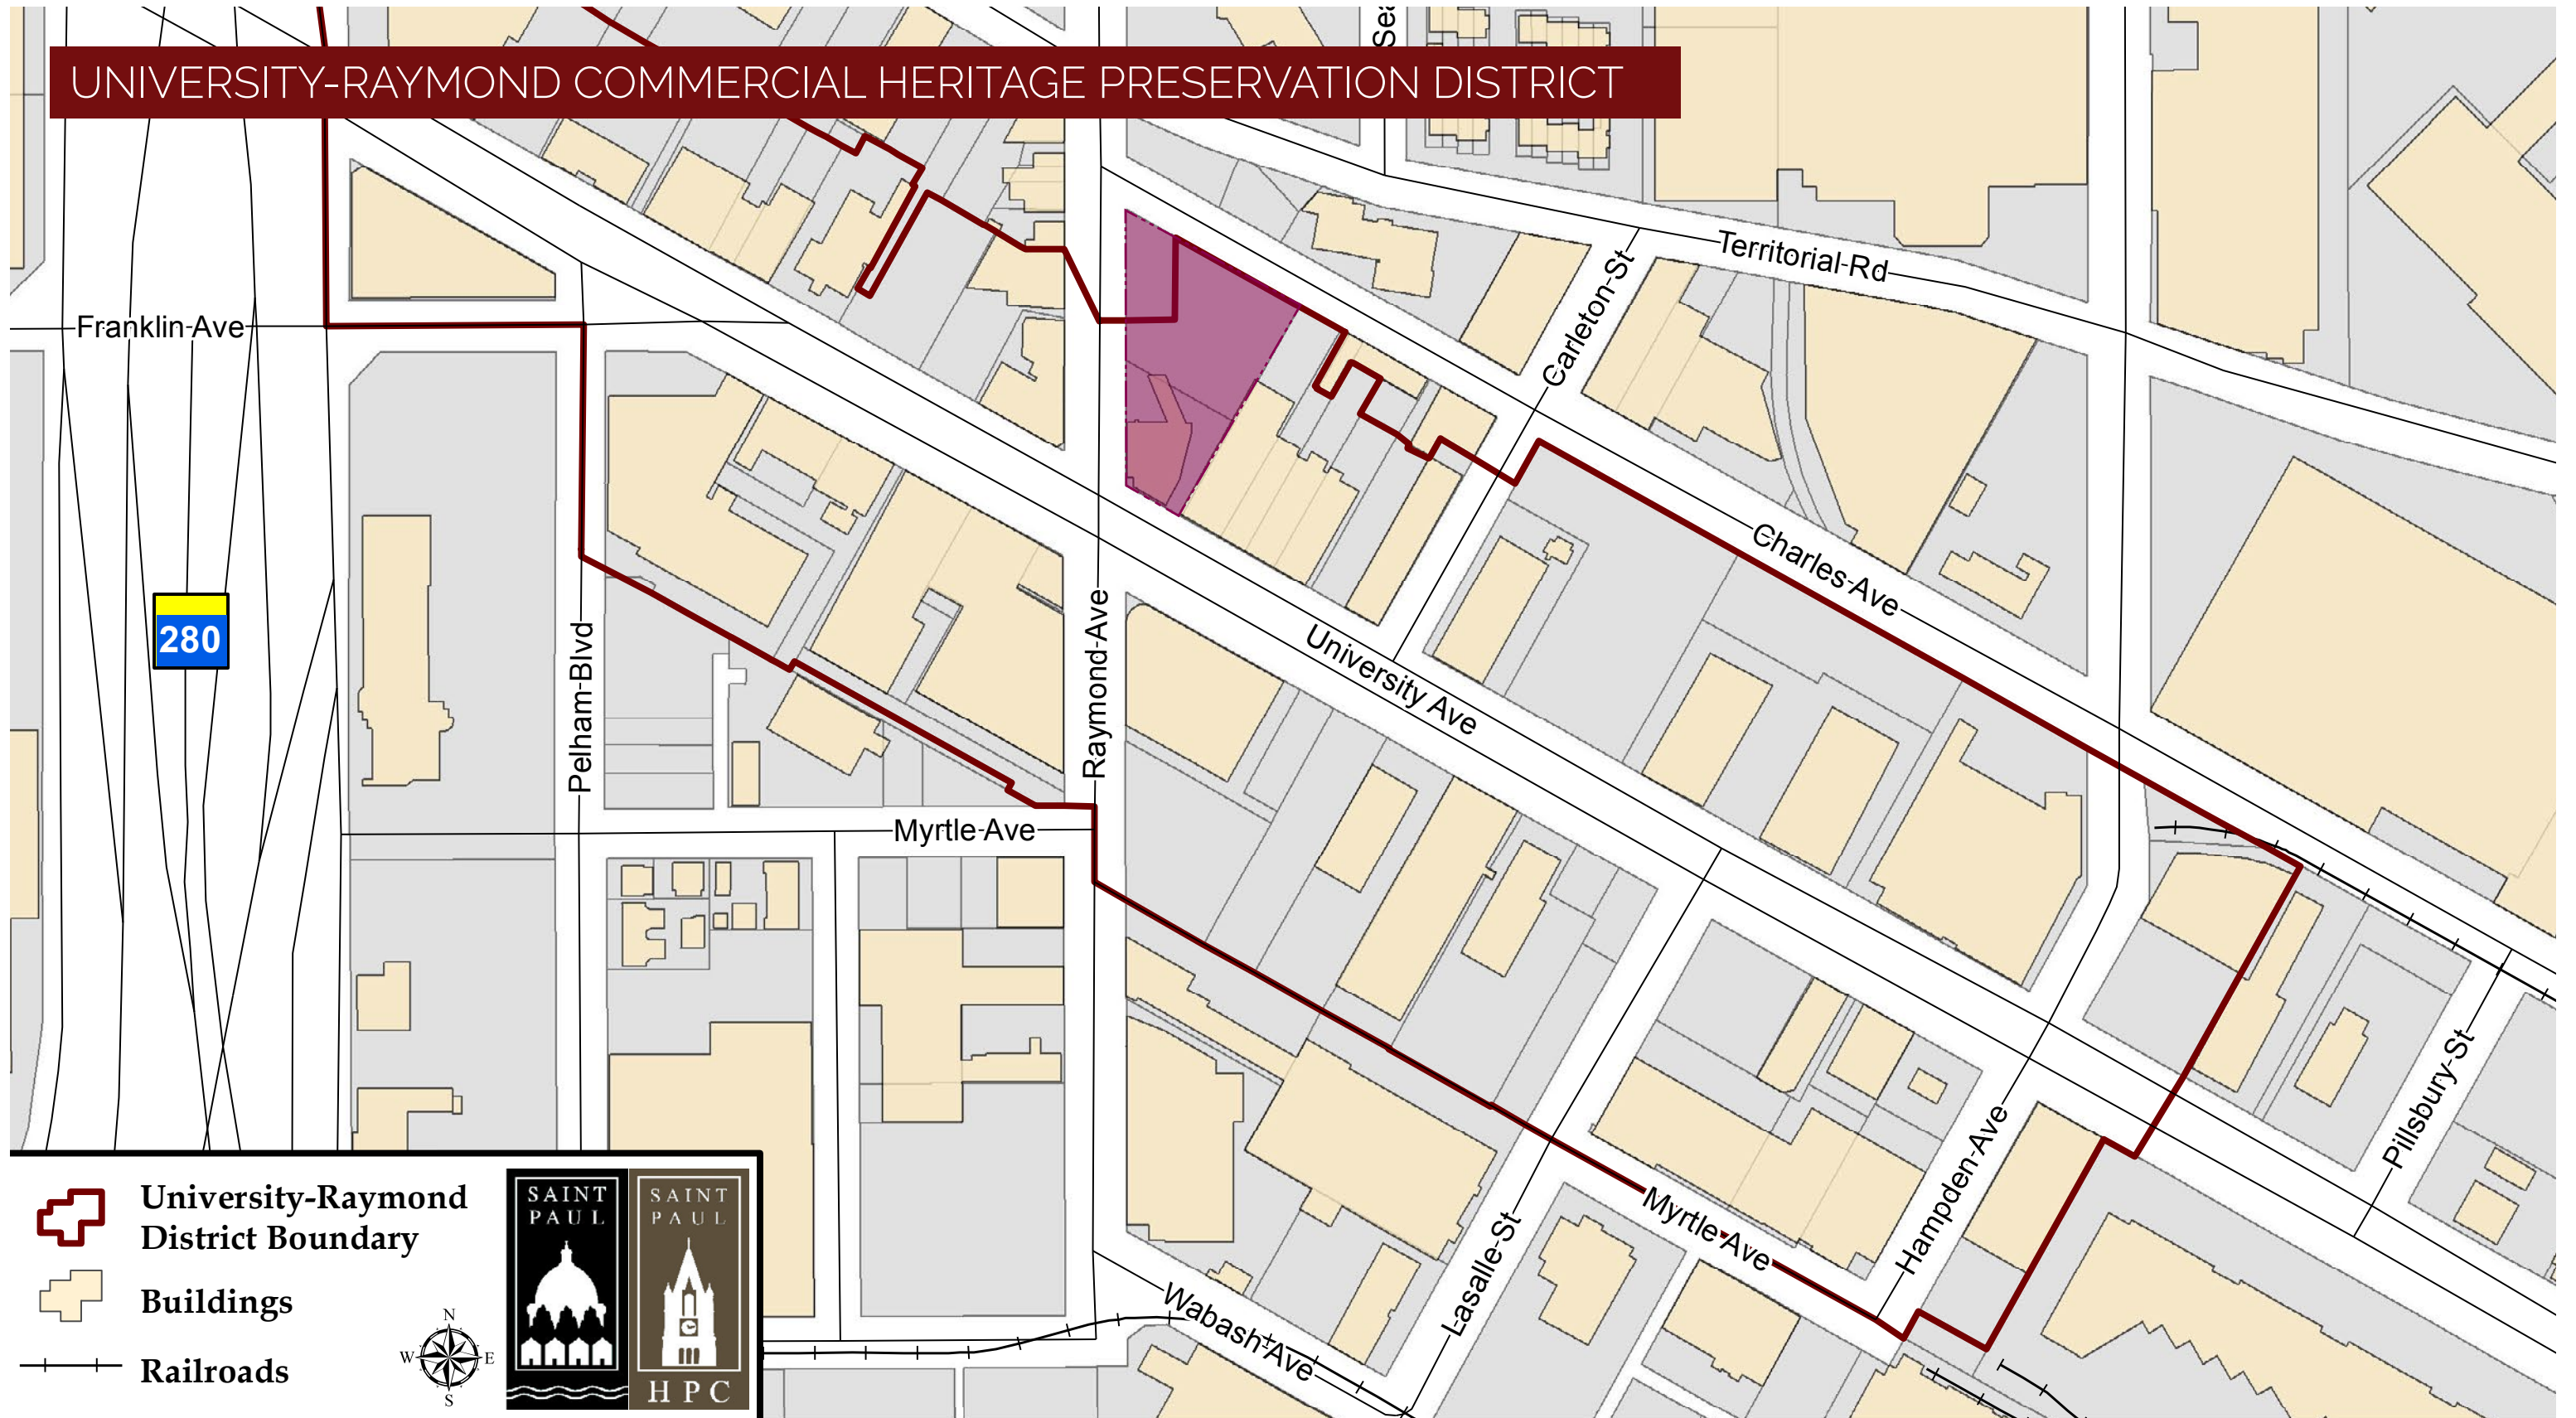 Sea
UNIVERSITY-RAYMOND COMMERCIAL HERITAGE PRESERVATION DISTRICT
Territorial Rd
Franklin Ave
Carleton St
Charles Ave
280
Pelham Blvd
Raymond Ave
University Ave
Myrtle Ave
Pillsbury St
Hampden Ave
Myrtle Ave
Lasalle St
Wabash Ave
University-Raymond
District Boundary
Buildings
Railroads
N
W E
S
SAINT
PAUL
SAINT
PAUL
HPC